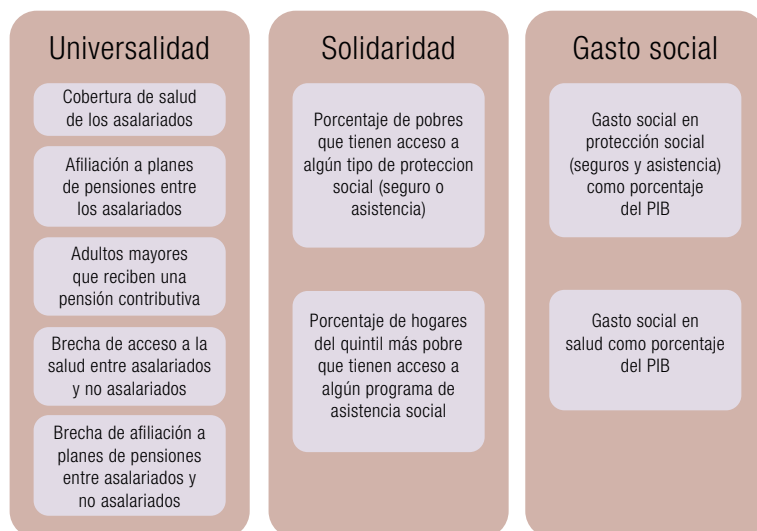 Universalidad
Cobertura de salud
de los asalariados
Afiliación a planes
de pensiones entre
los asalariados
Adultos mayores
que reciben una
pensión contributiva
Brecha de acceso a la
salud entre asalariados
y no asalariados
Brecha de afiliación a
planes de pensiones
entre asalariados y
no asalariados
Solidaridad
Porcentaje de pobres
que tienen acceso a
algún tipo de proteccion
social (seguro o
asistencia)
Porcentaje de hogares
del quintil más pobre
que tienen acceso a
algún programa de
asistencia social
Gasto social
Gasto social en
protección social
(seguros y asistencia)
como porcentaje
del PIB
Gasto social en
salud como porcentaje
del PIB